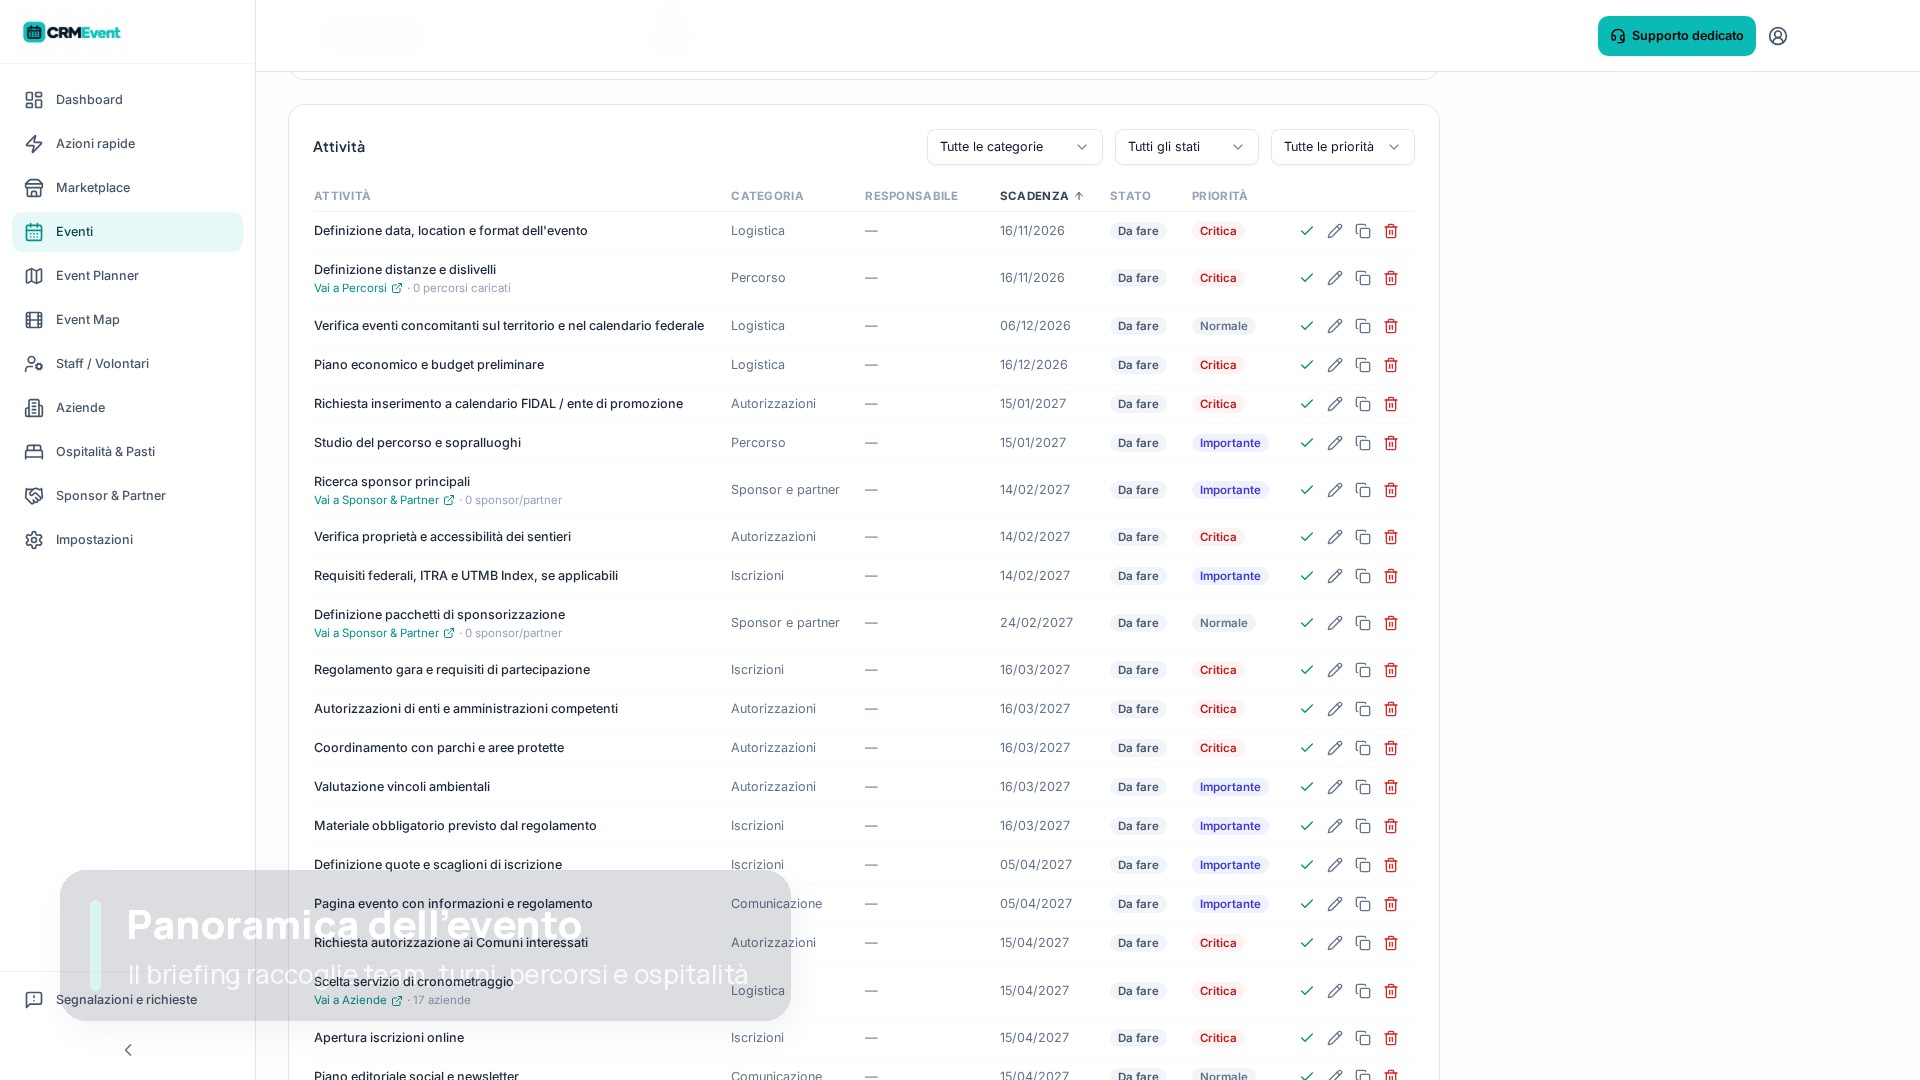 CRMEvent
Supporto dedicato
Dashboard
Azioni rapide
Marketplace
Eventi
Event Planner
Event Map
Staff / Volontari
Aziende
Ospitalità & Pasti
Sponsor & Partner
Impostazioni
Segnalazioni e richieste
Attività
Tutte le categorie
Tutti gli stati
Tutte le priorità
ATTIVITÀ CATEGORIA RESPONSABILE SCADENZA ↑ STATO PRIORITÀ
Definizione data, location e format dell'evento Logistica — 16/11/2026 Da fare Critica
Definizione distanze e dislivelli Percorso — 16/11/2026 Da fare Critica
Vai a Percorsi · 0 percorsi caricati
Verifica eventi concomitanti sul territorio e nel calendario federale Logistica — 06/12/2026 Da fare Normale
Piano economico e budget preliminare Logistica — 16/12/2026 Da fare Critica
Richiesta inserimento a calendario FIDAL / ente di promozione Autorizzazioni — 15/01/2027 Da fare Critica
Studio del percorso e sopralluoghi Percorso — 15/01/2027 Da fare Importante
Ricerca sponsor principali Sponsor e partner — 14/02/2027 Da fare Importante
Vai a Sponsor & Partner · 0 sponsor/partner
Verifica proprietà e accessibilità dei sentieri Autorizzazioni — 14/02/2027 Da fare Critica
Requisiti federali, ITRA e UTMB Index, se applicabili Iscrizioni — 14/02/2027 Da fare Importante
Definizione pacchetti di sponsorizzazione Sponsor e partner — 24/02/2027 Da fare Normale
Vai a Sponsor & Partner · 0 sponsor/partner
Regolamento gara e requisiti di partecipazione Iscrizioni — 16/03/2027 Da fare Critica
Autorizzazioni di enti e amministrazioni competenti Autorizzazioni — 16/03/2027 Da fare Critica
Coordinamento con parchi e aree protette Autorizzazioni — 16/03/2027 Da fare Critica
Valutazione vincoli ambientali Autorizzazioni — 16/03/2027 Da fare Importante
Materiale obbligatorio previsto dal regolamento Iscrizioni — 16/03/2027 Da fare Importante
Definizione quote e scaglioni di iscrizione Iscrizioni — 05/04/2027 Da fare Importante
Pagina evento con informazioni e regolamento Comunicazione — 05/04/2027 Da fare Importante
Richiesta autorizzazione ai Comuni interessati Autorizzazioni — 15/04/2027 Da fare Critica
Scelta servizio di cronometraggio Logistica — 15/04/2027 Da fare Critica
Vai a Aziende · 17 aziende
Apertura iscrizioni online Iscrizioni — 15/04/2027 Da fare Critica
Piano editoriale social e newsletter Comunicazione — 15/04/2027 Da fare Normale
Panoramica dell'evento
Il briefing raccoglie team, turni, percorsi e ospitalità